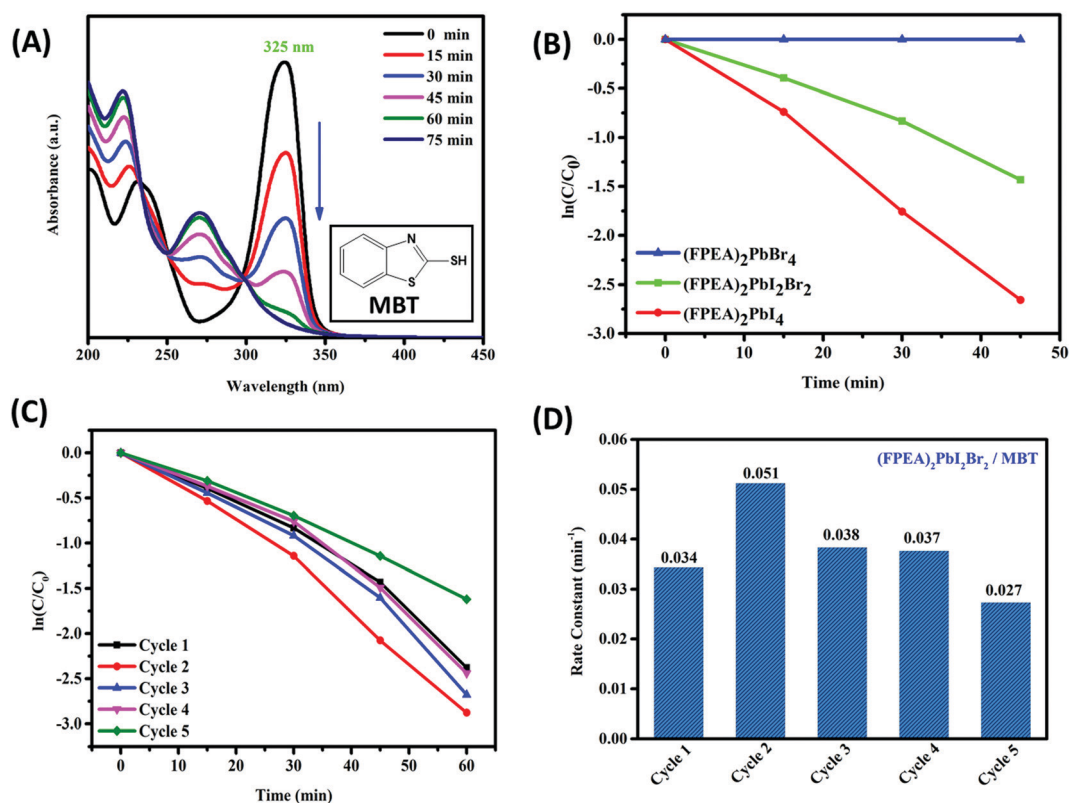 (A)
325 nm
0 min
15 min
30 min
45 min
60 min
75 min
Absorbance (a.u.)
N
SH
S
MBT
200 250 300 350 400 450
Wavelength (nm)
(B)
0.0
-0.5
-1.0
-1.5
-2.0
-2.5
-3.0
ln(C/C0)
(FPEA)2PbBr4
(FPEA)2PbI2Br2
(FPEA)2PbI4
0 10 20 30 40 50
Time (min)
(C)
0.0
-0.5
-1.0
-1.5
-2.0
-2.5
-3.0
ln(C/C0)
Cycle 1
Cycle 2
Cycle 3
Cycle 4
Cycle 5
0 10 20 30 40 50 60
Time (min)
(D)
(FPEA)2PbI2Br2 / MBT
0.06
0.05
0.04
0.03
0.02
0.01
0.00
Rate Constant (min-1)
0.034
0.051
0.038
0.037
0.027
Cycle 1
Cycle 2
Cycle 3
Cycle 4
Cycle 5